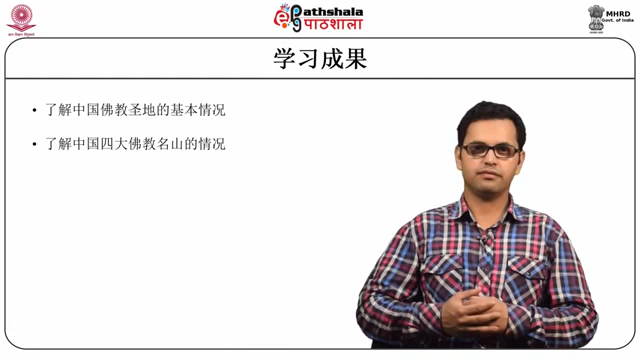 Pathshala
पाठशाला
MHRD
Govt. of India
学习成果
• 了解中国佛教圣地的基本情况
• 了解中国四大佛教名山的情况